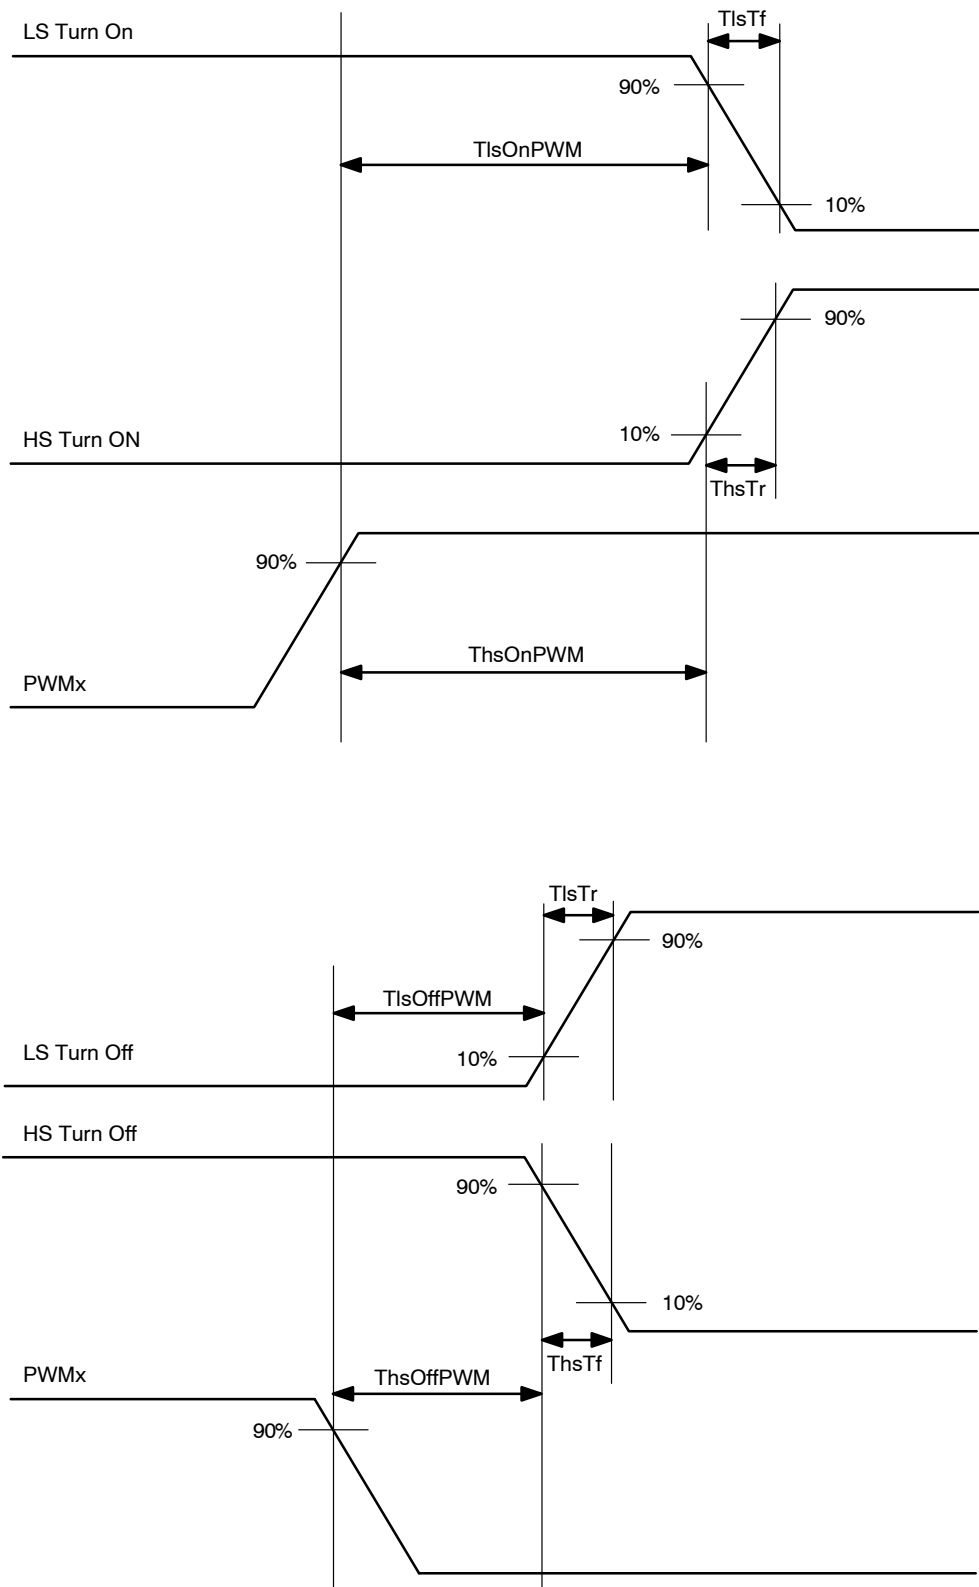 TlsTf
LS Turn On
90%
TlsOnPWM
10%
90%
10%
HS Turn ON
ThsTr
90%
ThsOnPWM
PWMx
TlsTr
90%
TlsOffPWM
10%
LS Turn Off
HS Turn Off
90%
10%
ThsTf
PWMx
ThsOffPWM
90%